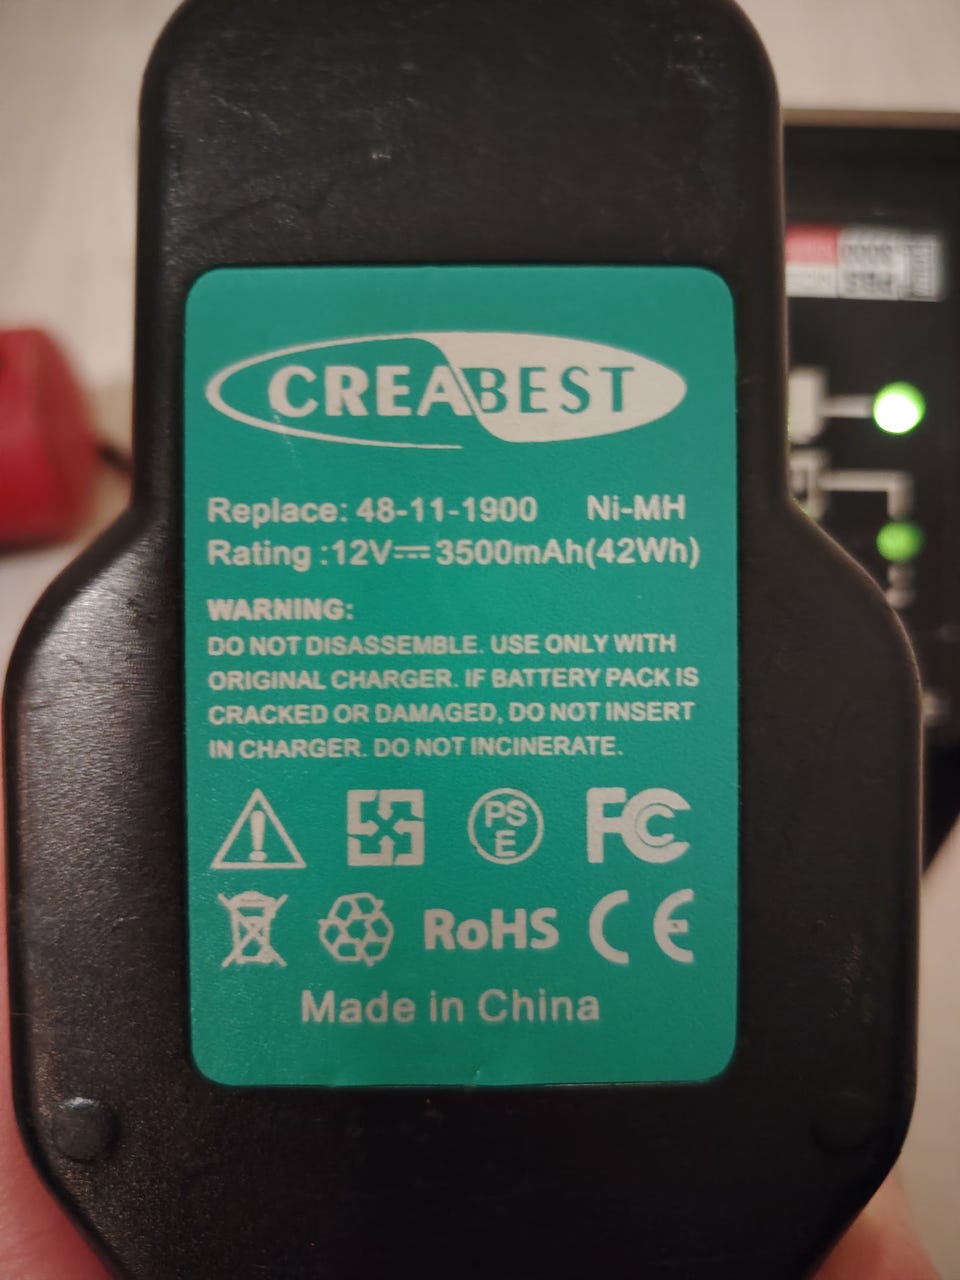 CREABEST
Replace: 48-11-1900 Ni-MH
Rating :12V⎓3500mAh(42Wh)
WARNING:
DO NOT DISASSEMBLE. USE ONLY WITH
ORIGINAL CHARGER. IF BATTERY PACK IS
CRACKED OR DAMAGED, DO NOT INSERT
IN CHARGER. DO NOT INCINERATE.
PS
E
FC
RoHS
CE
Made in China